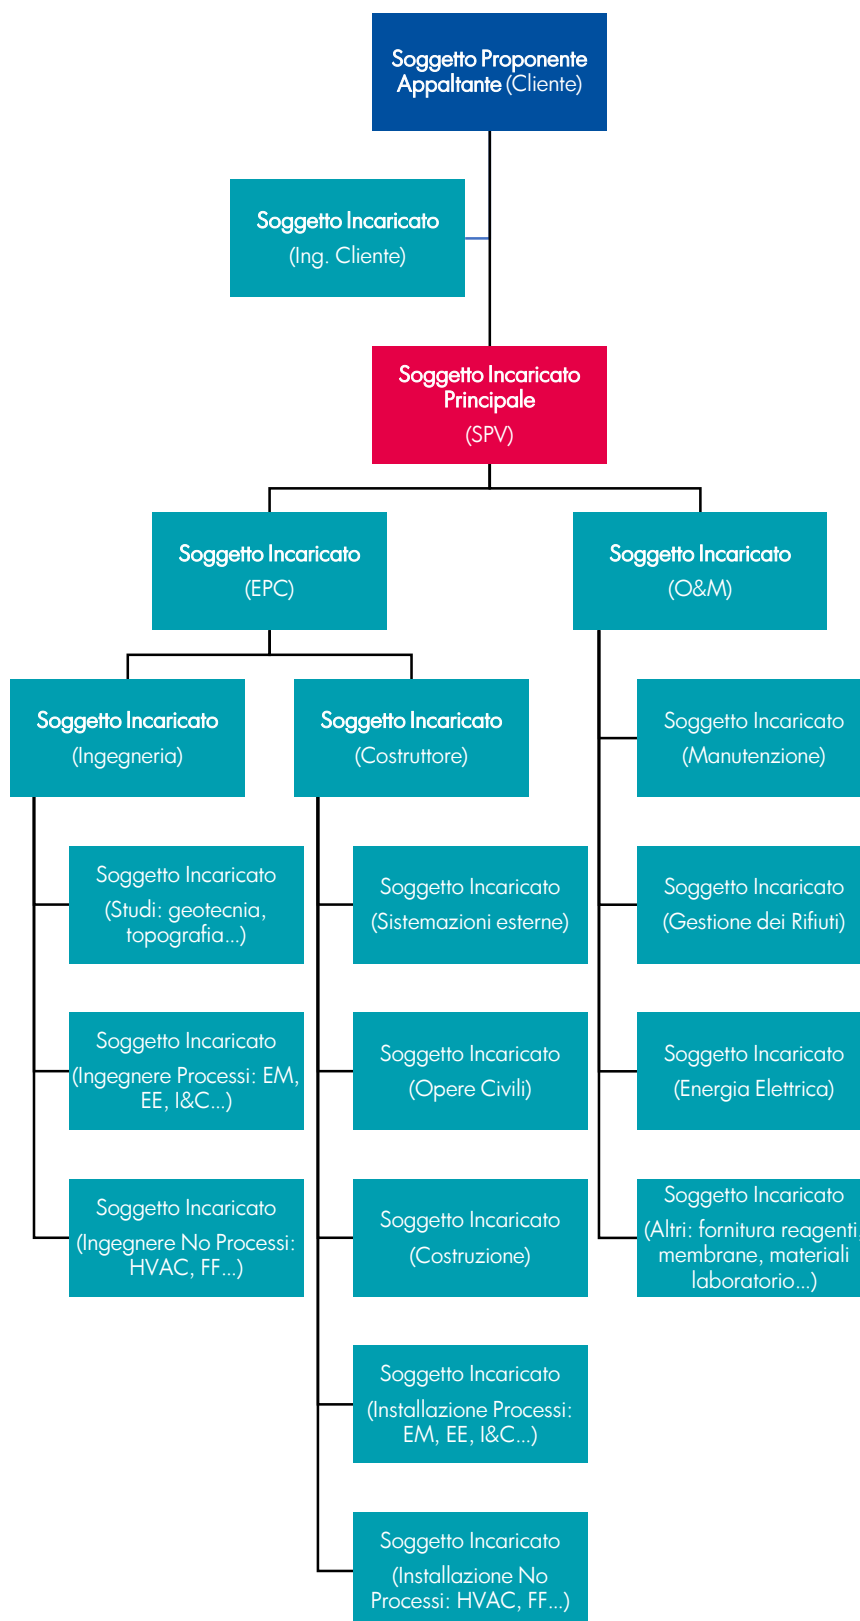 Soggetto Proponente
Appaltante (Cliente)
Soggetto Incaricato
(Ing. Cliente)
Soggetto Incaricato
Principale
(SPV)
Soggetto Incaricato
(EPC)
Soggetto Incaricato
(O&M)
Soggetto Incaricato
(Ingegneria)
Soggetto Incaricato
(Costruttore)
Soggetto Incaricato
(Manutenzione)
Soggetto Incaricato
(Studi: geotecnia,
topografia...)
Soggetto Incaricato
(Sistemazioni esterne)
Soggetto Incaricato
(Gestione dei Rifiuti)
Soggetto Incaricato
(Ingegnere Processi: EM,
EE, I&C...)
Soggetto Incaricato
(Opere Civili)
Soggetto Incaricato
(Energia Elettrica)
Soggetto Incaricato
(Ingegnere No Processi:
HVAC, FF...)
Soggetto Incaricato
(Costruzione)
Soggetto Incaricato
(Altri: fornitura reagenti,
membrane, materiali
laboratorio...)
Soggetto Incaricato
(Installazione Processi:
EM, EE, I&C...)
Soggetto Incaricato
(Installazione No
Processi: HVAC, FF...)